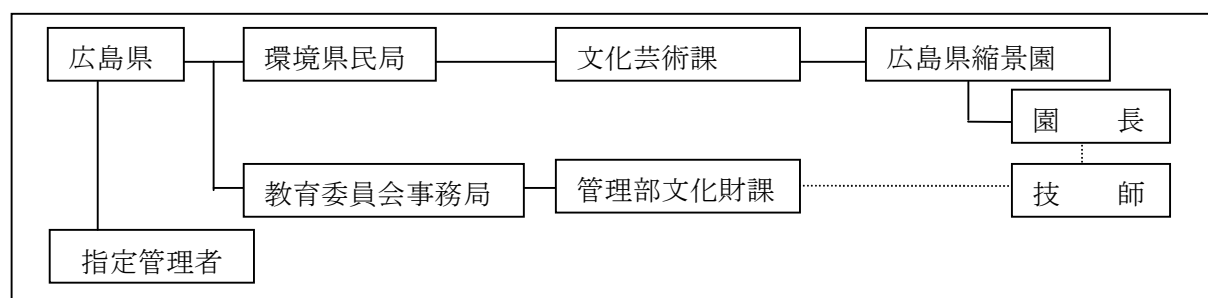 広島県
環境県民局
文化芸術課
広島県縮景園
園　　長
教育委員会事務局
管理部文化財課
技　　師
指定管理者